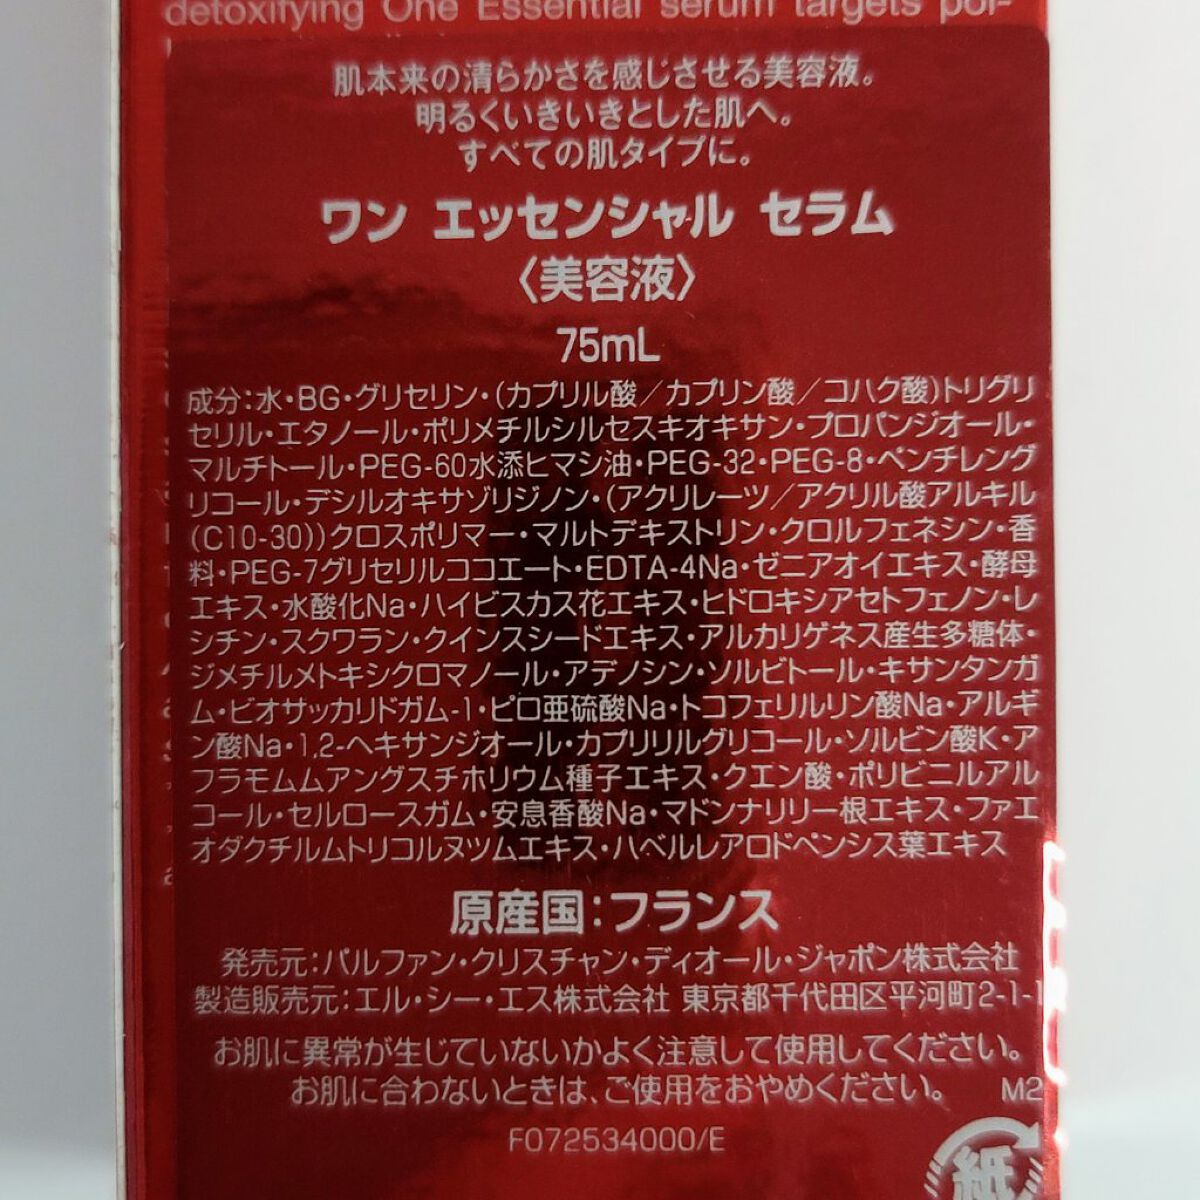 detoxifying One Essential serum targets pol-
肌本来の清らかさを感じさせる美容液。
明るくいきいきとした肌へ。
すべての肌タイプに。
ワン エッセンシャル セラム
〈美容液〉
75mL
成分：水・BG・グリセリン・(カプリル酸／カプリン酸／コハク酸)トリグリ
セリル・エタノール・ポリメチルシルセスキオキサン・プロパンジオール・
マルチトール・PEG-60水添ヒマシ油・PEG-32・PEG-8・ペンチレング
リコール・デシルオキサゾリジノン・(アクリレーツ／アクリル酸アルキル
(C10-30))クロスポリマー・マルトデキストリン・クロルフェネシン・香
料・PEG-7グリセリルココエート・EDTA-4Na・ゼニアオイエキス・酵母
エキス・水酸化Na・ハイビスカス花エキス・ヒドロキシアセトフェノン・レ
シチン・スクワラン・クインスシードエキス・アルカリゲネス産生多糖体・
ジメチルメトキシクロマノール・アデノシン・ソルビトール・キサンタンガ
ム・ビオサッカリドガム-1・ピロ亜硫酸Na・トコフェリルリン酸Na・アルギ
ン酸Na・1,2-ヘキサンジオール・カプリリルグリコール・ソルビン酸K・ア
フラモムムアングスチホリウム種子エキス・クエン酸・ポリビニルアル
コール・セルロースガム・安息香酸Na・マドンナリリー根エキス・ファエ
オダクチルムトリコルヌツムエキス・ハベルレアロドペンシス葉エキス
原産国：フランス
発売元：パルファン・クリスチャン・ディオール・ジャポン株式会社
製造販売元：エル・シー・エス株式会社 東京都千代田区平河町2-1-1
お肌に異常が生じていないかよく注意して使用してください。
お肌に合わないときは、ご使用をおやめください。 M2
F072534000/E
紙